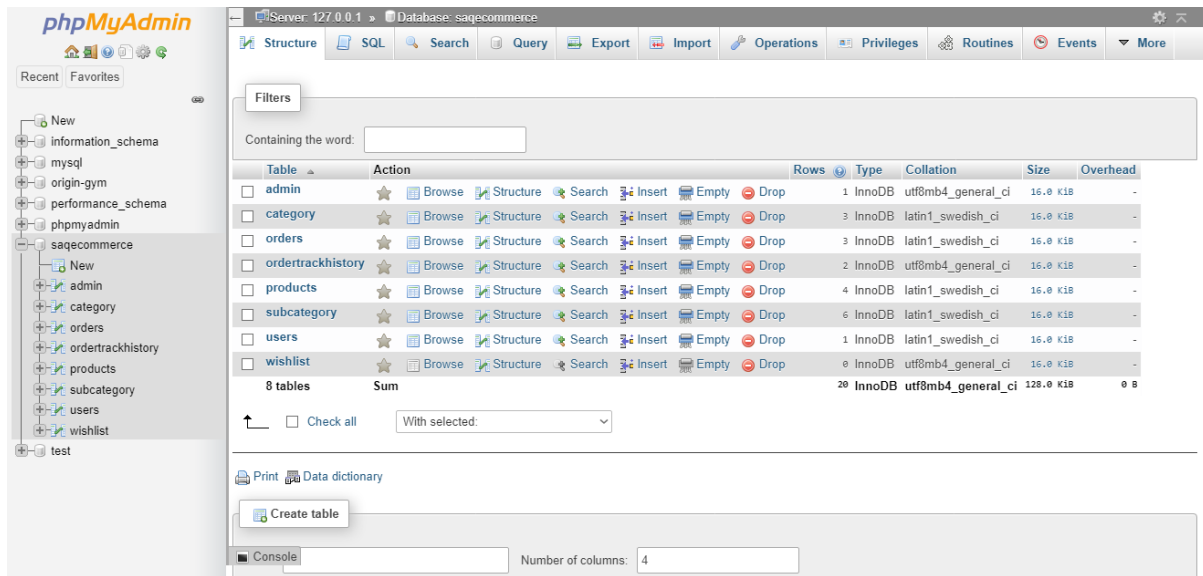 phpMyAdmin
Recent Favorites
New
information_schema
mysql
origin-gym
performance_schema
phpmyadmin
saqecommerce
New
admin
category
orders
ordertrackhistory
products
subcategory
users
wishlist
test
Server: 127.0.0.1 » Database: saqecommerce
Structure SQL Search Query Export Import Operations Privileges Routines Events More
Filters
Containing the word:
Table Action Rows Type Collation Size Overhead
admin Browse Structure Search Insert Empty Drop 1 InnoDB utf8mb4_general_ci 16.0 KiB -
category Browse Structure Search Insert Empty Drop 3 InnoDB latin1_swedish_ci 16.0 KiB -
orders Browse Structure Search Insert Empty Drop 3 InnoDB latin1_swedish_ci 16.0 KiB -
ordertrackhistory Browse Structure Search Insert Empty Drop 2 InnoDB utf8mb4_general_ci 16.0 KiB -
products Browse Structure Search Insert Empty Drop 4 InnoDB latin1_swedish_ci 16.0 KiB -
subcategory Browse Structure Search Insert Empty Drop 6 InnoDB latin1_swedish_ci 16.0 KiB -
users Browse Structure Search Insert Empty Drop 1 InnoDB latin1_swedish_ci 16.0 KiB -
wishlist Browse Structure Search Insert Empty Drop 0 InnoDB utf8mb4_general_ci 16.0 KiB -
8 tables Sum 20 InnoDB utf8mb4_general_ci 128.0 KiB 0 B
Check all With selected:
Print Data dictionary
Create table
Console Number of columns: 4